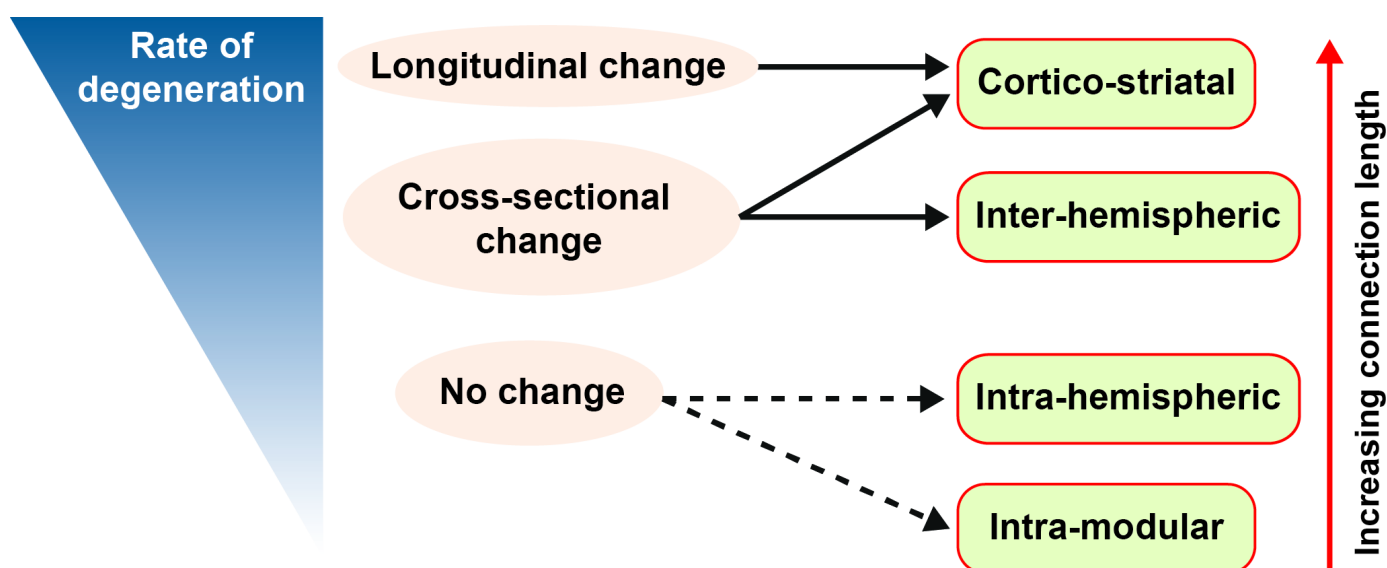 Rate of
degeneration
Longitudinal change
Cortico-striatal
Cross-sectional
change
Inter-hemispheric
No change
Intra-hemispheric
Intra-modular
Increasing connection length